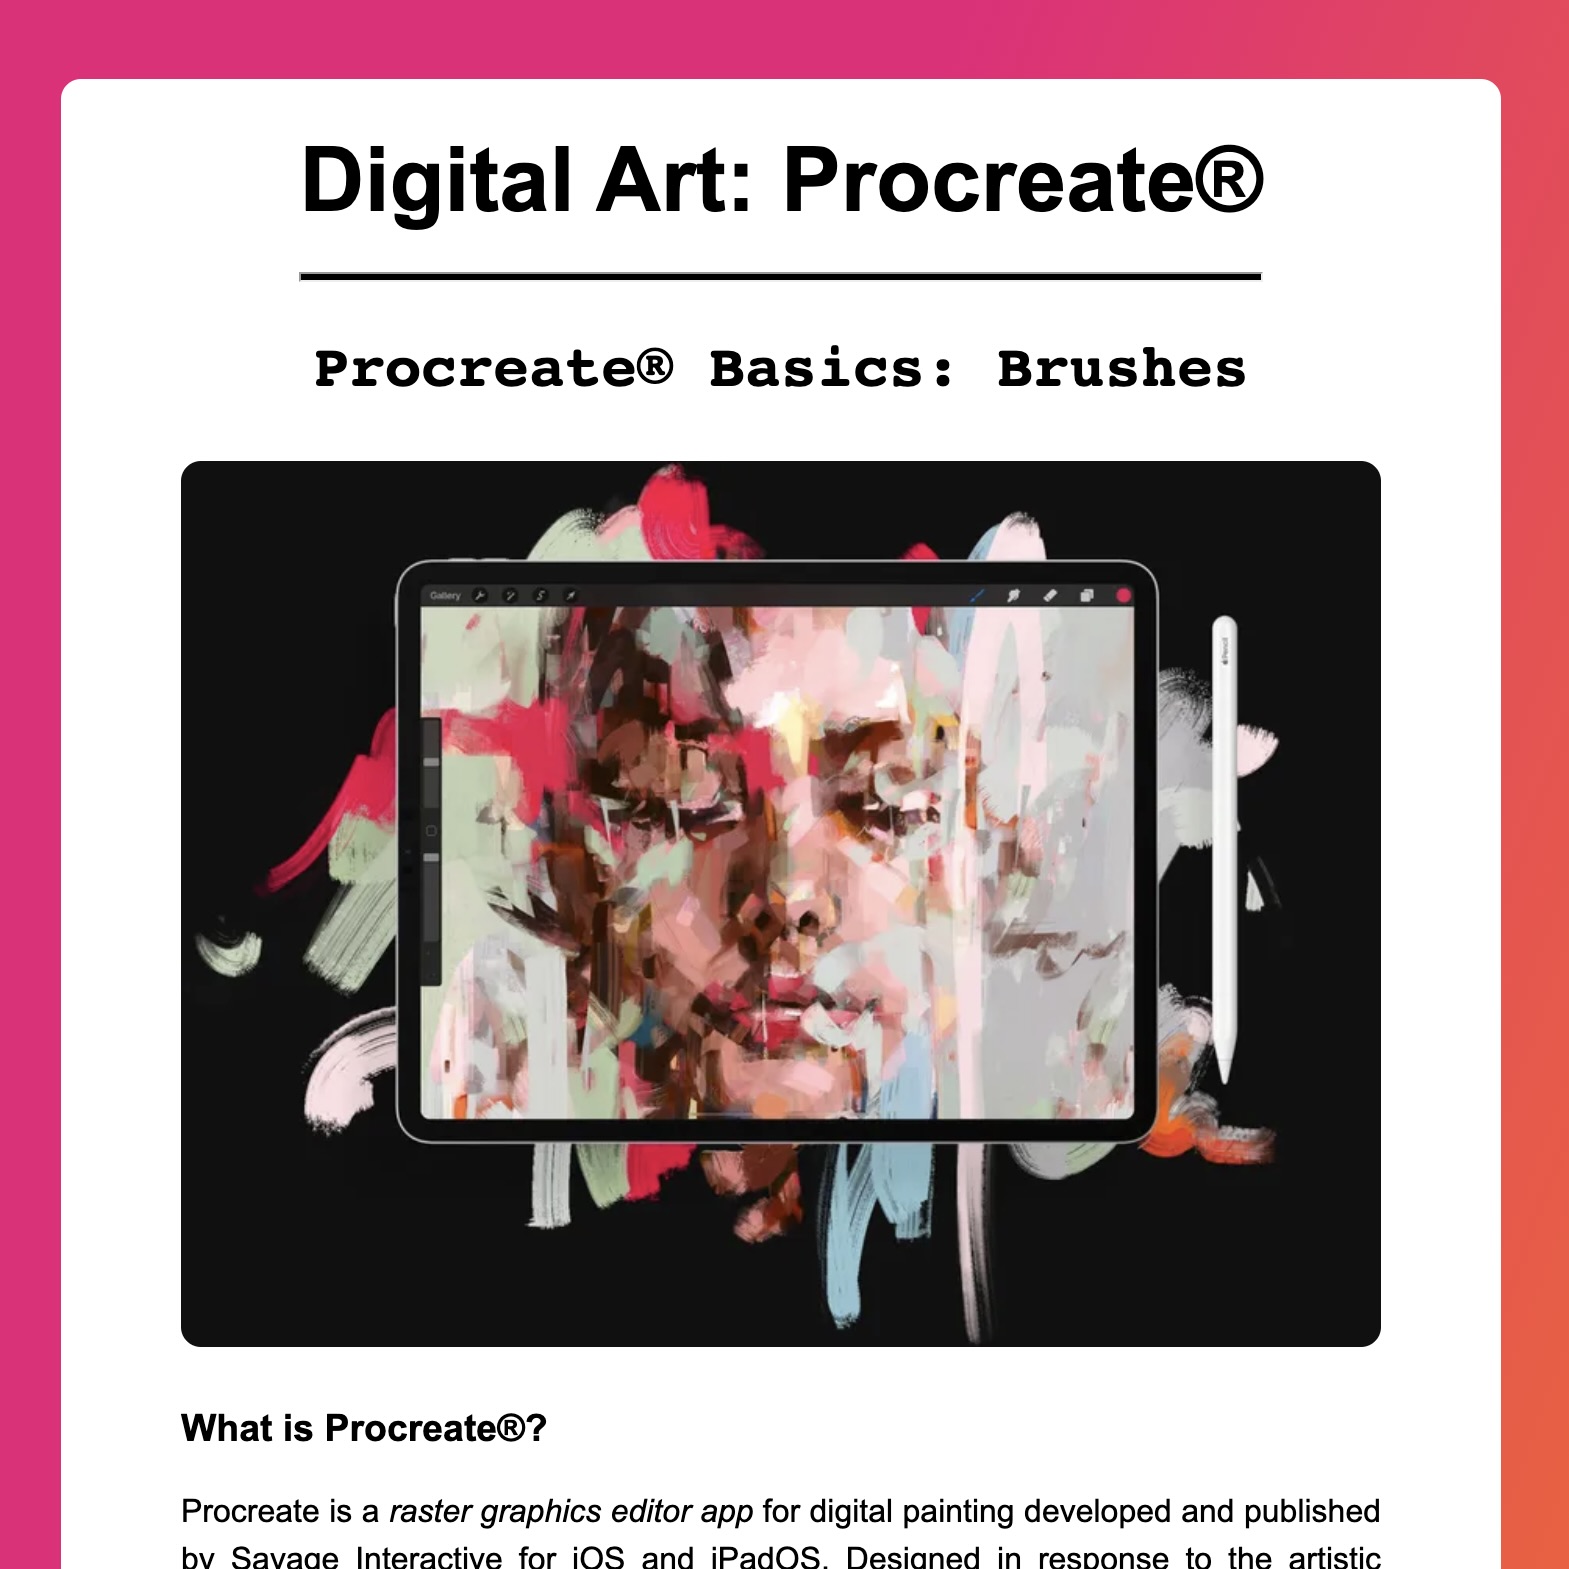 Digital Art: Procreate®
Procreate® Basics: Brushes
Gallery
Pencil
What is Procreate®?
Procreate is a raster graphics editor app for digital painting developed and published
by Savage Interactive for iOS and iPadOS. Designed in response to the artistic